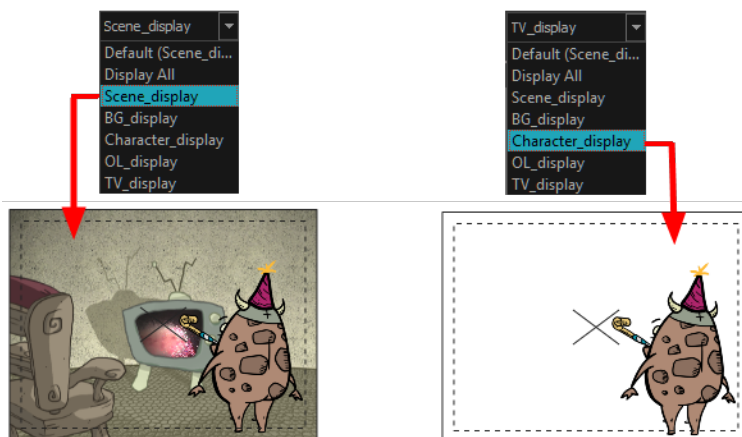 Scene_display
Default (Scene_di...
Display All
Scene_display
BG_display
Character_display
OL_display
TV_display
TV_display
Default (Scene_di...
Display All
Scene_display
BG_display
Character_display
OL_display
TV_display